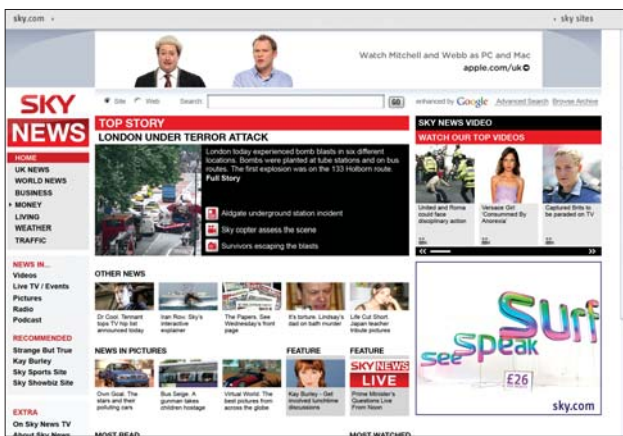 sky.com
sky sites
Watch Mitchell and Webb as PC and Mac
apple.com/uk
SKY
NEWS
Site Web Search:
GO
enhanced by Google Advanced Search Browse Archive
HOME
UK NEWS
WORLD NEWS
BUSINESS
MONEY
LIVING
WEATHER
TRAFFIC
NEWS IN...
Videos
Live TV / Events
Pictures
Radio
Podcast
RECOMMENDED
Strange But True
Kay Burley
Sky Sports Site
Sky Showbiz Site
EXTRA
On Sky News TV
About Sky News
TOP STORY
LONDON UNDER TERROR ATTACK
London today experienced bomb blasts in six different
locations. Bombs were planted at tube stations and on bus
routes. The first explosion was on the 133 Holborn route.
Full Story
Aldgate underground station incident
Sky copter assess the scene
Survivors escaping the blasts
OTHER NEWS
Dr Cool. Tennant
tops TV hip list
announced today
Iran Row. Sky's
interactive
explainer
The Papers. See
Wednesday's front
page
It's torture. Lindsay's
dad on bath murder
Life Cut Short
Japan teacher
tribute pictures
NEWS IN PICTURES
Own Goal. The
stars and their
polluting cars
Bus Seige. A
gunman takes
children hostage
Virtual World. The
best pictures from
across the globe
FEATURE
Kay Burley - Get
involved lunchtime
discussions
FEATURE
SKY NEWS
LIVE
Prime Minister's
Questions Live
From Noon
MOST READ
MOST WATCHED
SKY NEWS VIDEO
WATCH OUR TOP VIDEOS
United and Roma
could face
disciplinary action
Versace Girl
'Consummed By
Anorexia'
Captured Brits to
be paraded on TV
see speak surf
£26
sky.com